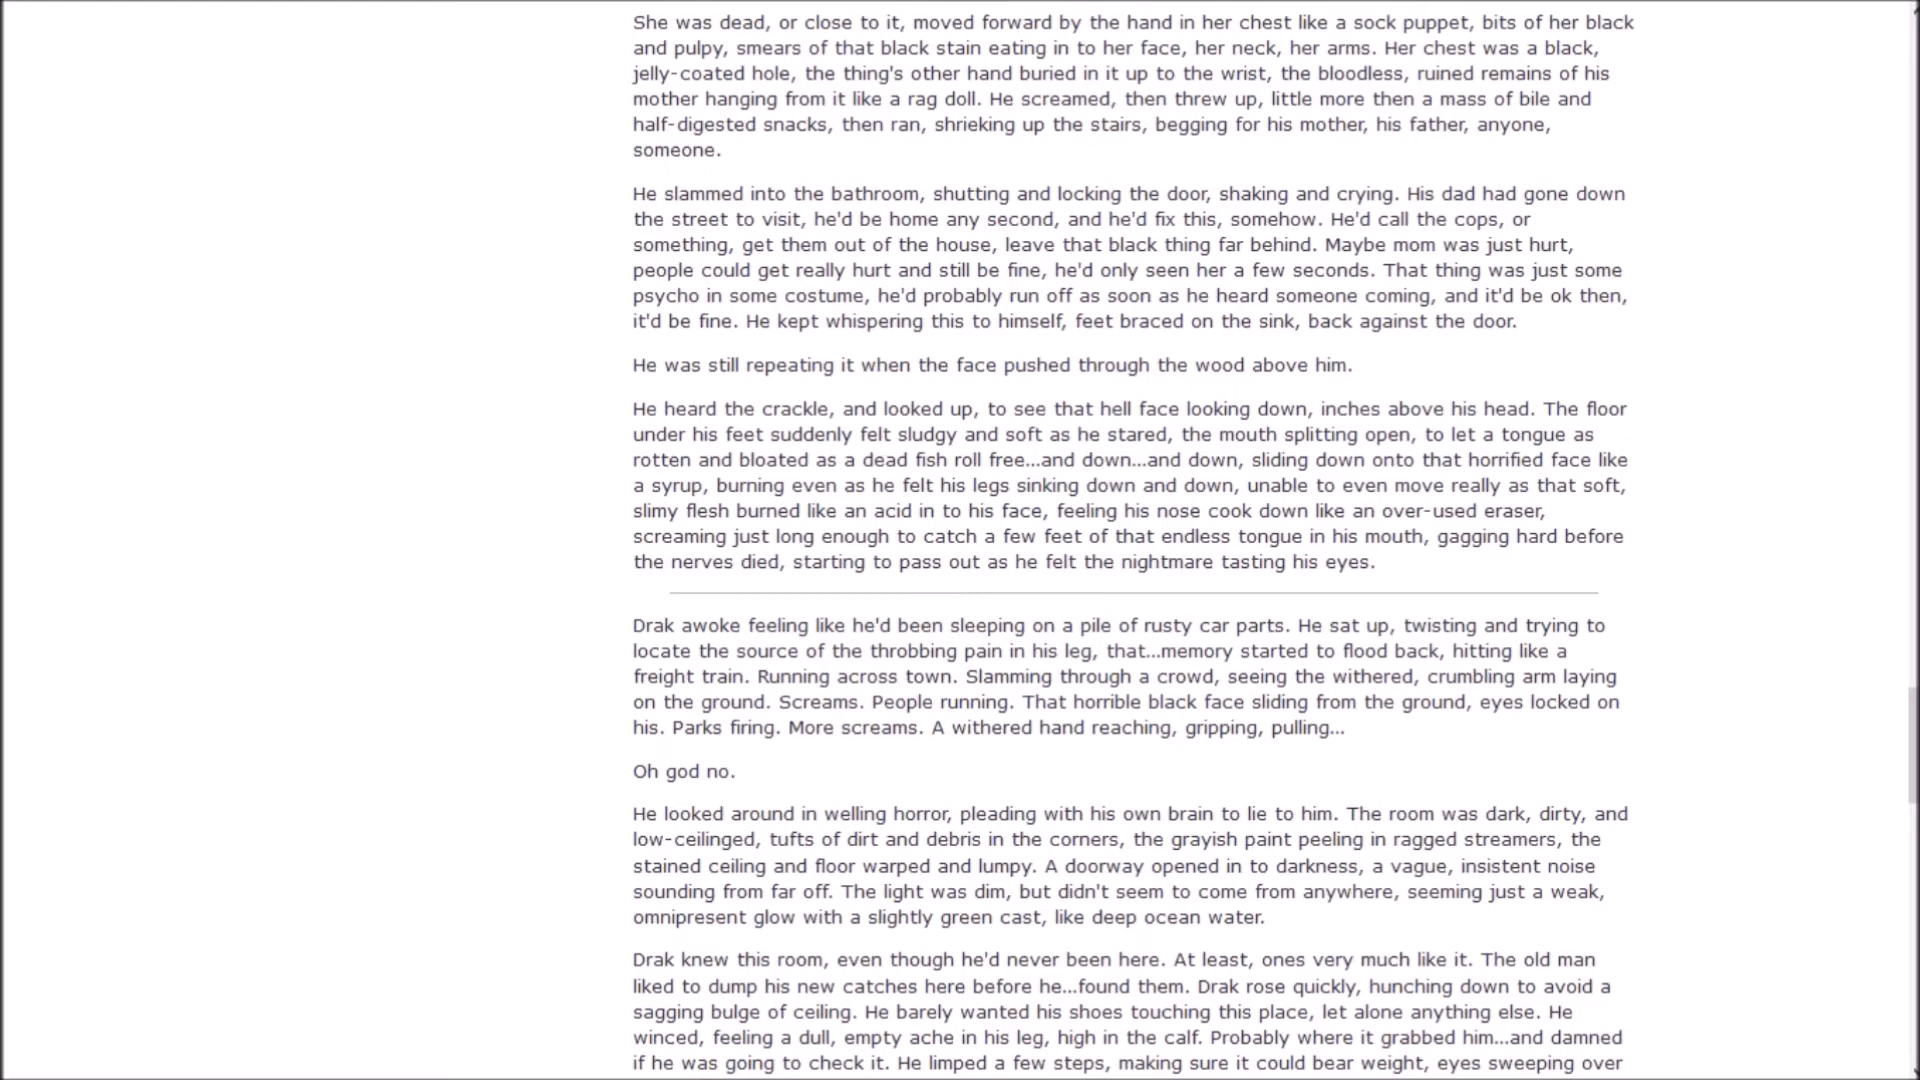 She was dead, or close to it, moved forward by the hand in her chest like a sock puppet, bits of her black
and pulpy, smears of that black stain eating in to her face, her neck, her arms. Her chest was a black,
jelly-coated hole, the thing's other hand buried in it up to the wrist, the bloodless, ruined remains of his
mother hanging from it like a rag doll. He screamed, then threw up, little more then a mass of bile and
half-digested snacks, then ran, shrieking up the stairs, begging for his mother, his father, anyone,
someone.
He slammed into the bathroom, shutting and locking the door, shaking and crying. His dad had gone down
the street to visit, he'd be home any second, and he'd fix this, somehow. He'd call the cops, or
something, get them out of the house, leave that black thing far behind. Maybe mom was just hurt,
people could get really hurt and still be fine, he'd only seen her a few seconds. That thing was just some
psycho in some costume, he'd probably run off as soon as he heard someone coming, and it'd be ok then,
it'd be fine. He kept whispering this to himself, feet braced on the sink, back against the door.
He was still repeating it when the face pushed through the wood above him.
He heard the crackle, and looked up, to see that hell face looking down, inches above his head. The floor
under his feet suddenly felt sludgy and soft as he stared, the mouth splitting open, to let a tongue as
rotten and bloated as a dead fish roll free...and down...and down, sliding down onto that horrified face like
a syrup, burning even as he felt his legs sinking down and down, unable to even move really as that soft,
slimy flesh burned like an acid in to his face, feeling his nose cook down like an over-used eraser,
screaming just long enough to catch a few feet of that endless tongue in his mouth, gagging hard before
the nerves died, starting to pass out as he felt the nightmare tasting his eyes.
Drak awoke feeling like he'd been sleeping on a pile of rusty car parts. He sat up, twisting and trying to
locate the source of the throbbing pain in his leg, that...memory started to flood back, hitting like a
freight train. Running across town. Slamming through a crowd, seeing the withered, crumbling arm laying
on the ground. Screams. People running. That horrible black face sliding from the ground, eyes locked on
his. Parks firing. More screams. A withered hand reaching, gripping, pulling...
Oh god no.
He looked around in welling horror, pleading with his own brain to lie to him. The room was dark, dirty, and
low-ceilinged, tufts of dirt and debris in the corners, the grayish paint peeling in ragged streamers, the
stained ceiling and floor warped and lumpy. A doorway opened in to darkness, a vague, insistent noise
sounding from far off. The light was dim, but didn't seem to come from anywhere, seeming just a weak,
omnipresent glow with a slightly green cast, like deep ocean water.
Drak knew this room, even though he'd never been here. At least, ones very much like it. The old man
liked to dump his new catches here before he...found them. Drak rose quickly, hunching down to avoid a
sagging bulge of ceiling. He barely wanted his shoes touching this place, let alone anything else. He
winced, feeling a dull, empty ache in his leg, high in the calf. Probably where it grabbed him...and damned
if he was going to check it. He limped a few steps, making sure it could bear weight, eyes sweeping over